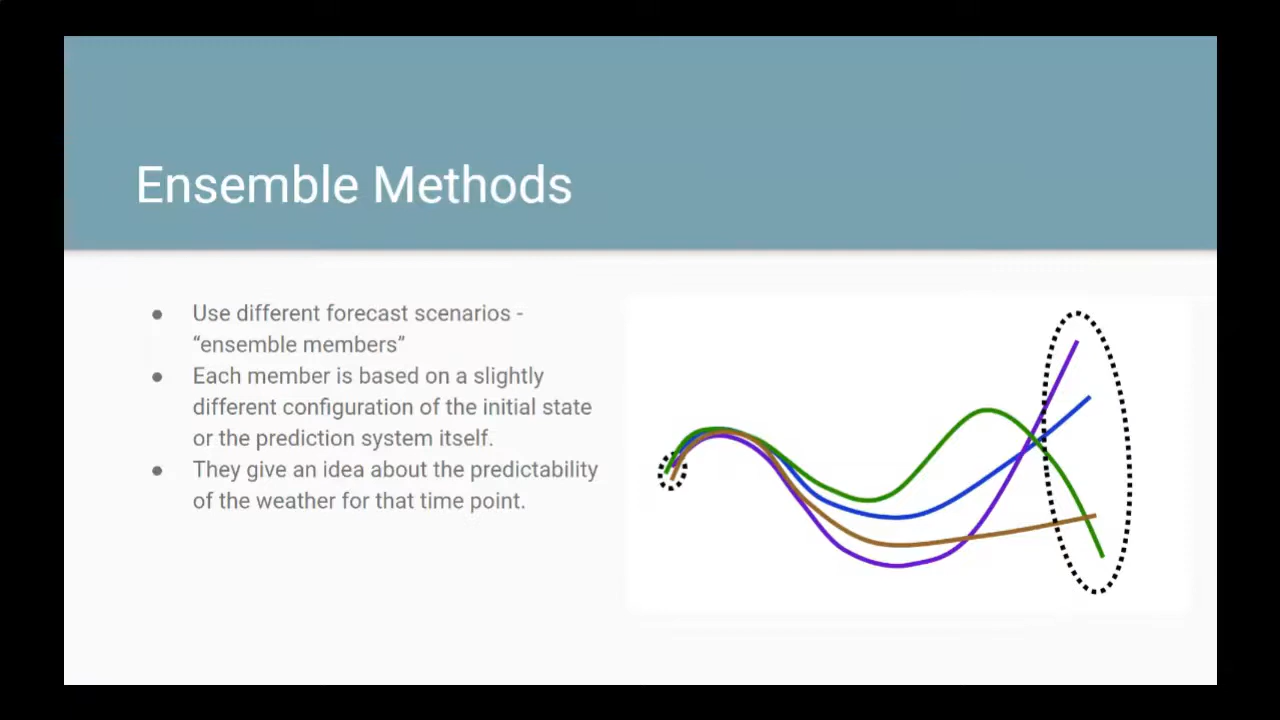 Ensemble Methods
● Use different forecast scenarios -
“ensemble members”
● Each member is based on a slightly
different configuration of the initial state
or the prediction system itself.
● They give an idea about the predictability
of the weather for that time point.